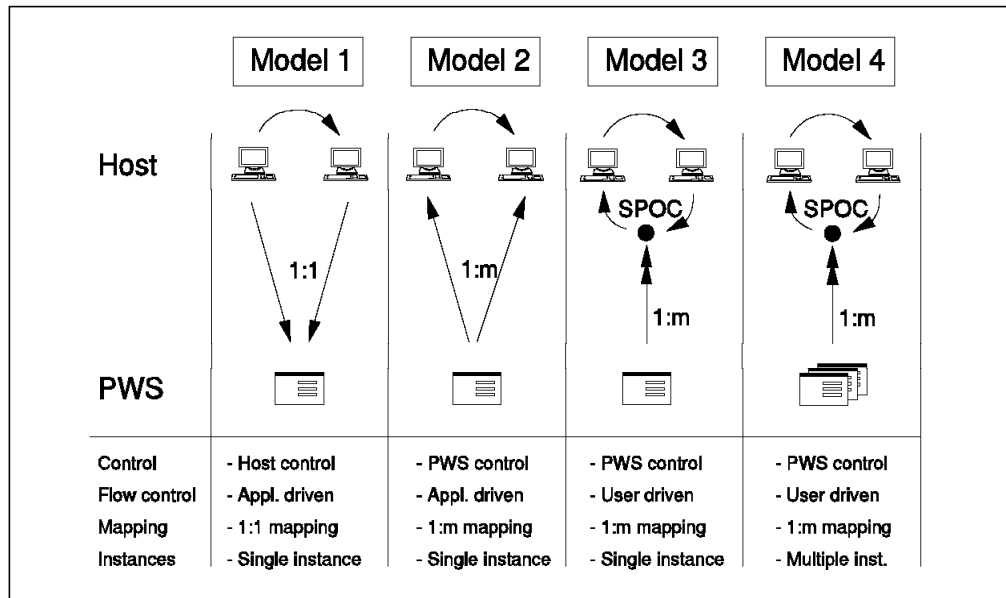 Model 1 Model 2 Model 3 Model 4
Host
SPOC SPOC
1:1 1:m 1:m 1:m
PWS
Control - Host control - PWS control - PWS control - PWS control
Flow control - Appl. driven - Appl. driven - User driven - User driven
Mapping - 1:1 mapping - 1:m mapping - 1:m mapping - 1:m mapping
Instances - Single instance - Single instance - Single instance - Multiple inst.